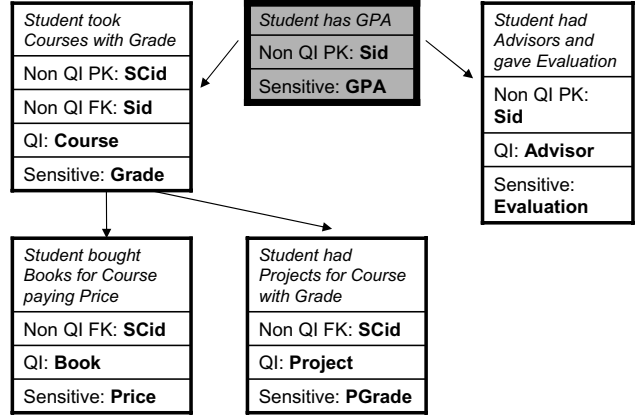 Student took
Courses with Grade
Non QI PK: SCid
Non QI FK: Sid
QI: Course
Sensitive: Grade
Student has GPA
Non QI PK: Sid
Sensitive: GPA
Student had
Advisors and
gave Evaluation
Non QI PK:
Sid
QI: Advisor
Sensitive:
Evaluation
Student bought
Books for Course
paying Price
Non QI FK: SCid
QI: Book
Sensitive: Price
Student had
Projects for Course
with Grade
Non QI FK: SCid
QI: Project
Sensitive: PGrade